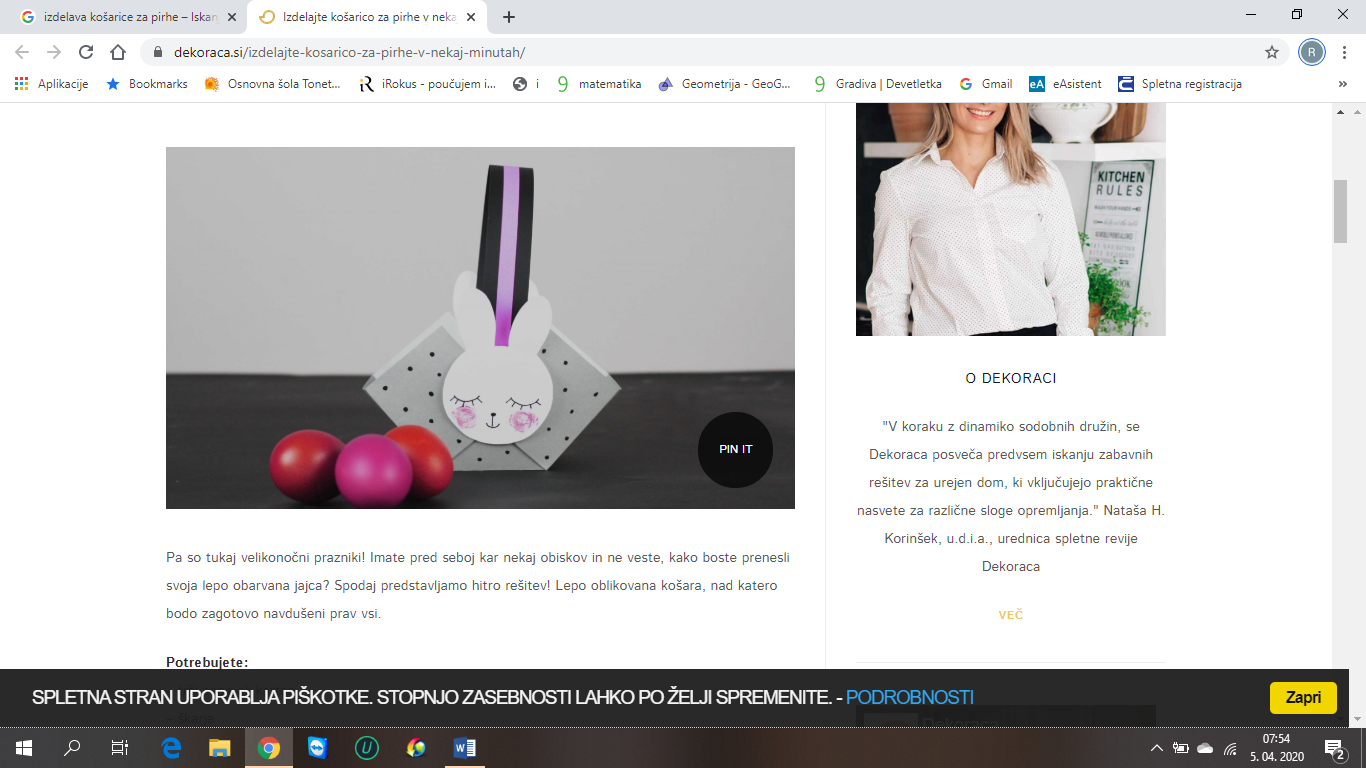 izdelava košarice za pirhe – Iskan
Izdelajte košarico za pirhe v neka
dekoraca.si/izdelajte-kosarico-za-pirhe-v-nekaj-minutah/
R
Aplikacije
Bookmarks
Osnovna šola Tonet...
iRokus - poučujem i...
i
matematika
Geometrija - GeoG...
Gradiva | Devetletka
Gmail
eAsistent
Spletna registracija
KITCHEN
RULES
PIN IT
Pa so tukaj velikonočni prazniki! Imate pred seboj kar nekaj obiskov in ne veste, kako boste prenesli
svoja lepo obarvana jajca? Spodaj predstavljamo hitro rešitev! Lepo oblikovana košara, nad katero
bodo zagotovo navdušeni prav vsi.
Potrebujete:
O DEKORACI
"V koraku z dinamiko sodobnih družin, se
Dekoraca posveča predvsem iskanju zabavnih
rešitev za urejen dom, ki vključujejo praktične
nasvete za različne sloge opremljanja." Nataša H.
Korinšek, u.d.i.a., urednica spletne revije
Dekoraca
VEČ
Dekoraca
SPLETNA STRAN UPORABLJA PIŠKOTKE. STOPNJO ZASEBNOSTI LAHKO PO ŽELJI SPREMENITE. - PODROBNOSTI
Zapri
07:54
5. 04. 2020
2